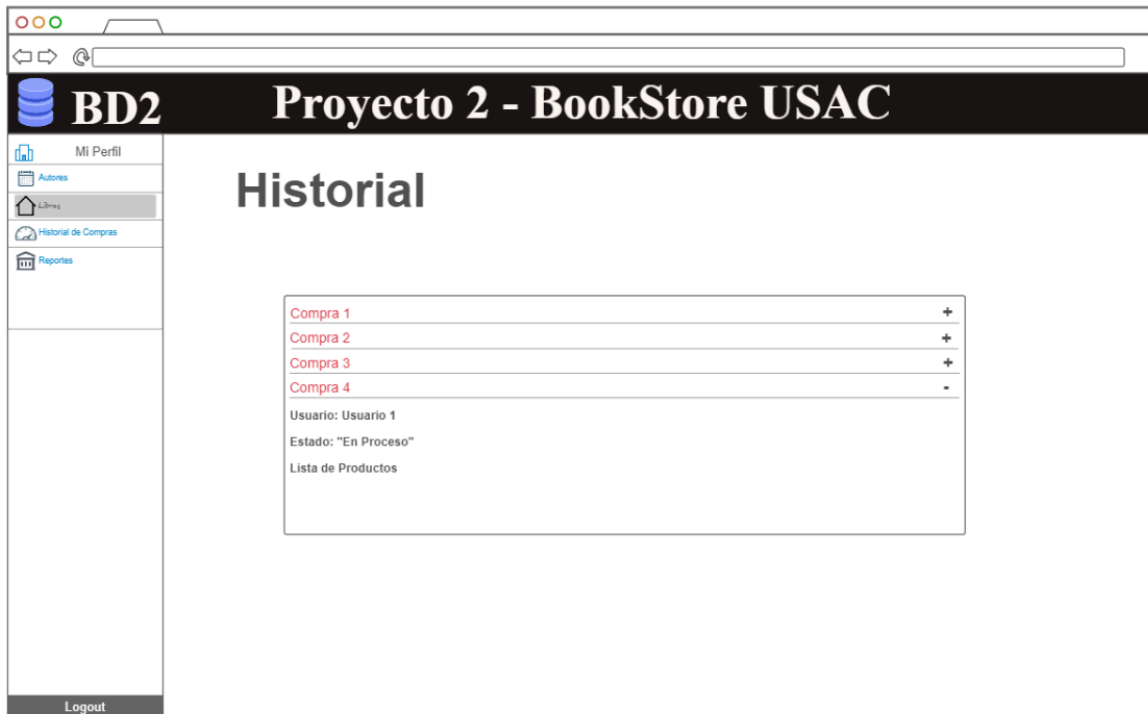 BD2
Proyecto 2 - BookStore USAC
Mi Perfil
Autores
Libros
Historial de Compras
Reportes
Logout
Historial
Compra 1 +
Compra 2 +
Compra 3 +
Compra 4 -
Usuario: Usuario 1
Estado: "En Proceso"
Lista de Productos